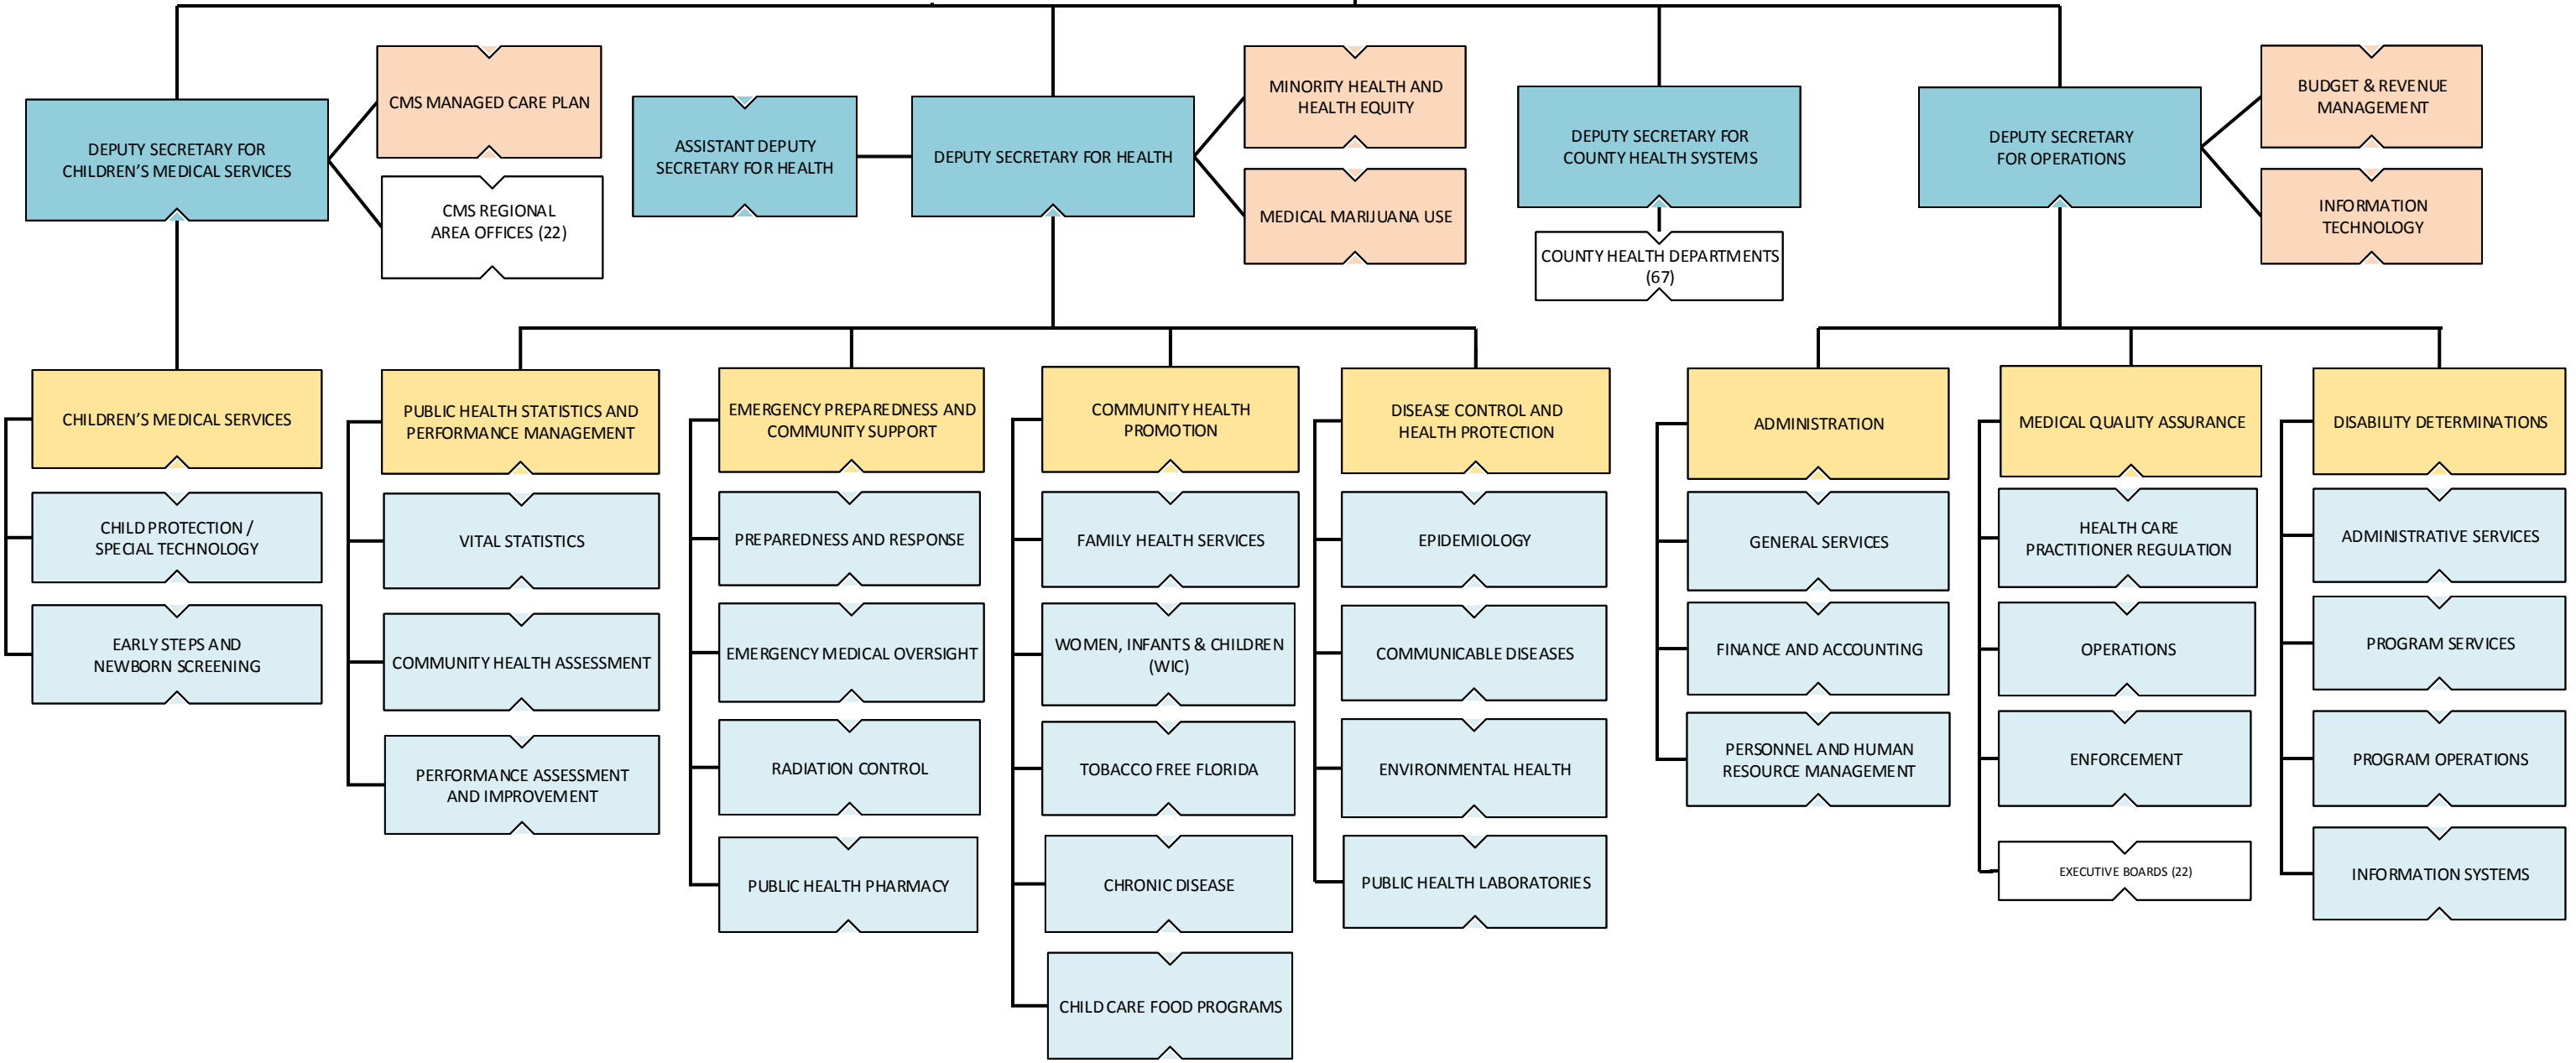 DEPUTY SECRETARY FOR
CHILDREN'S MEDICAL SERVICES
CMS MANAGED CARE PLAN
CMS REGIONAL
AREA OFFICES (22)
ASSISTANT DEPUTY
SECRETARY FOR HEALTH
DEPUTY SECRETARY FOR HEALTH
MINORITY HEALTH AND
HEALTH EQUITY
MEDICAL MARIJUANA USE
DEPUTY SECRETARY FOR
COUNTY HEALTH SYSTEMS
COUNTY HEALTH DEPARTMENTS
(67)
DEPUTY SECRETARY
FOR OPERATIONS
BUDGET & REVENUE
MANAGEMENT
INFORMATION
TECHNOLOGY
CHILDREN'S MEDICAL SERVICES
CHILD PROTECTION /
SPECIAL TECHNOLOGY
EARLY STEPS AND
NEWBORN SCREENING
PUBLIC HEALTH STATISTICS AND
PERFORMANCE MANAGEMENT
VITAL STATISTICS
COMMUNITY HEALTH ASSESSMENT
PERFORMANCE ASSESSMENT
AND IMPROVEMENT
EMERGENCY PREPAREDNESS AND
COMMUNITY SUPPORT
PREPAREDNESS AND RESPONSE
EMERGENCY MEDICAL OVERSIGHT
RADIATION CONTROL
PUBLIC HEALTH PHARMACY
COMMUNITY HEALTH
PROMOTION
FAMILY HEALTH SERVICES
WOMEN, INFANTS & CHILDREN
(WIC)
TOBACCO FREE FLORIDA
CHRONIC DISEASE
CHILD CARE FOOD PROGRAMS
DISEASE CONTROL AND
HEALTH PROTECTION
EPIDEMIOLOGY
COMMUNICABLE DISEASES
ENVIRONMENTAL HEALTH
PUBLIC HEALTH LABORATORIES
ADMINISTRATION
GENERAL SERVICES
FINANCE AND ACCOUNTING
PERSONNEL AND HUMAN
RESOURCE MANAGEMENT
MEDICAL QUALITY ASSURANCE
HEALTH CARE
PRACTITIONER REGULATION
OPERATIONS
ENFORCEMENT
EXECUTIVE BOARDS (22)
DISABILITY DETERMINATIONS
ADMINISTRATIVE SERVICES
PROGRAM SERVICES
PROGRAM OPERATIONS
INFORMATION SYSTEMS